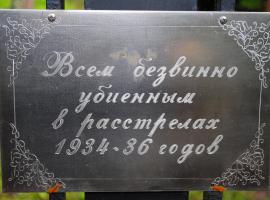 Всем безвинно
убиенным
в расстрелах
1934-36 годов